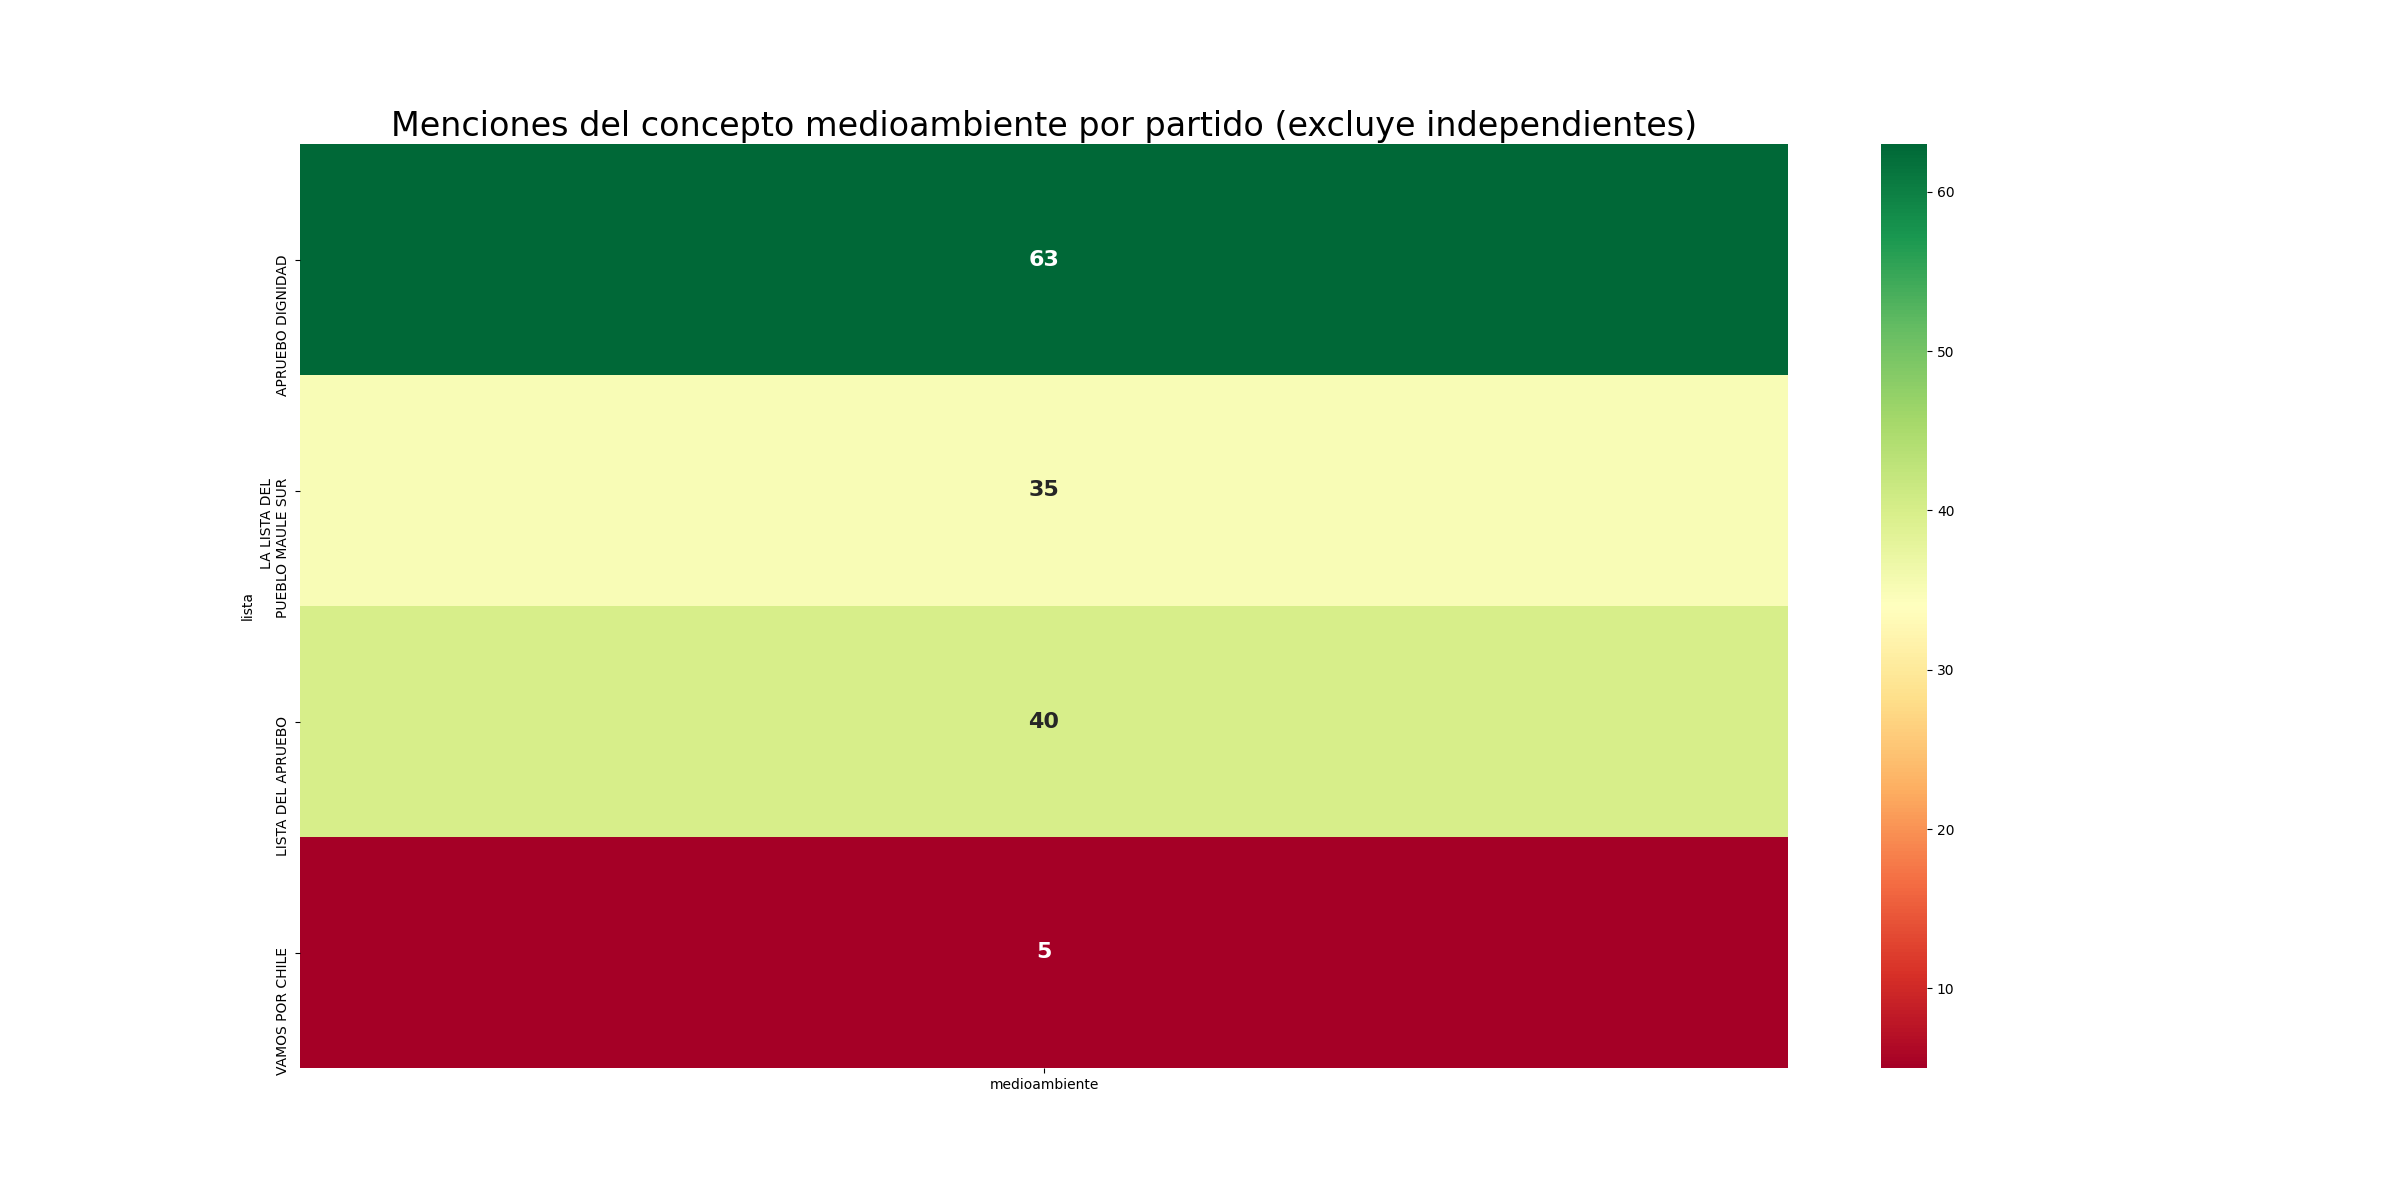 Menciones del concepto medioambiente por partido (excluye independientes)
lista
APRUEBO DIGNIDAD
LA LISTA DEL
PUEBLO MAULE SUR
LISTA DEL APRUEBO
VAMOS POR CHILE
63
35
40
5
medioambiente
60
50
40
30
20
10